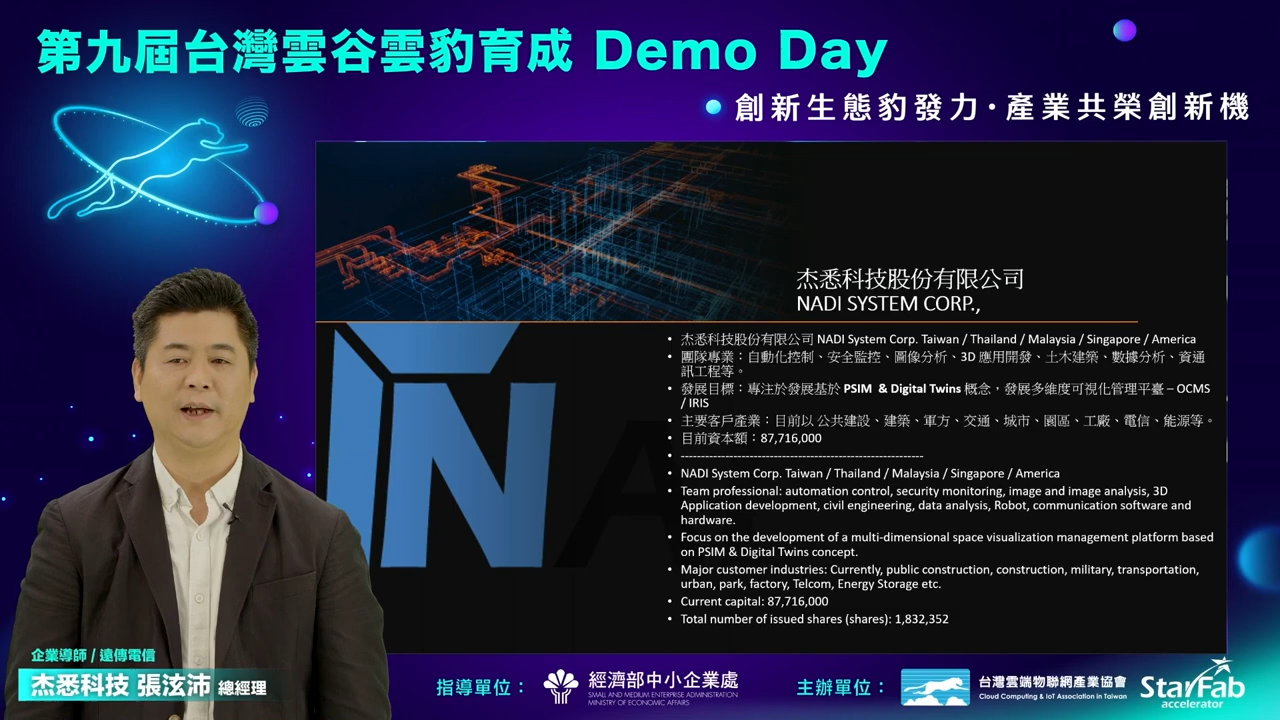 第九屆台灣雲谷雲豹育成 Demo Day
創新生態豹發力·產業共榮創新機
杰悉科技股份有限公司
NADI SYSTEM CORP.,
• 杰悉科技股份有限公司 NADI System Corp. Taiwan / Thailand / Malaysia / Singapore / America
• 團隊專業：自動化控制、安全監控、圖像分析、3D 應用開發、土木建築、數據分析、資通
訊工程等。
• 發展目標：專注於發展基於 PSIM & Digital Twins 概念，發展多維度可視化管理平臺 – OCMS
/ IRIS
• 主要客戶產業：目前以 公共建設、建築、軍方、交通、城市、園區、工廠、電信、能源等。
• 目前資本額：87,716,000
• ------------------------------------------------------------
• NADI System Corp. Taiwan / Thailand / Malaysia / Singapore / America
• Team professional: automation control, security monitoring, image and image analysis, 3D
Application development, civil engineering, data analysis, Robot, communication software and
hardware.
• Focus on the development of a multi-dimensional space visualization management platform based
on PSIM & Digital Twins concept.
• Major customer industries: Currently, public construction, construction, military, transportation,
urban, park, factory, Telcom, Energy Storage etc.
• Current capital: 87,716,000
• Total number of issued shares (shares): 1,832,352
N
企業導師 / 遠傳電信
杰悉科技 張泫沛 總經理
指導單位：
經濟部中小企業處
SMALL AND MEDIUM ENTERPRISE ADMINISTRATION
MINISTRY OF ECONOMIC AFFAIRS
主辦單位：
台灣雲端物聯網產業協會
Cloud Computing & IoT Association in Taiwan
StarFab
accelerator